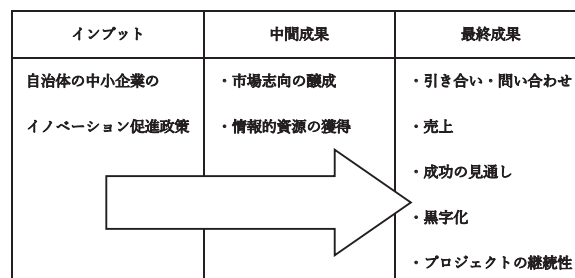 インプット
中間成果
最終成果
自治体の中小企業の
イノベーション促進政策
・市場志向の醸成
・情報的資源の獲得
・引き合い・問い合わせ
・売上
・成功の見通し
・黒字化
・プロジェクトの継続性